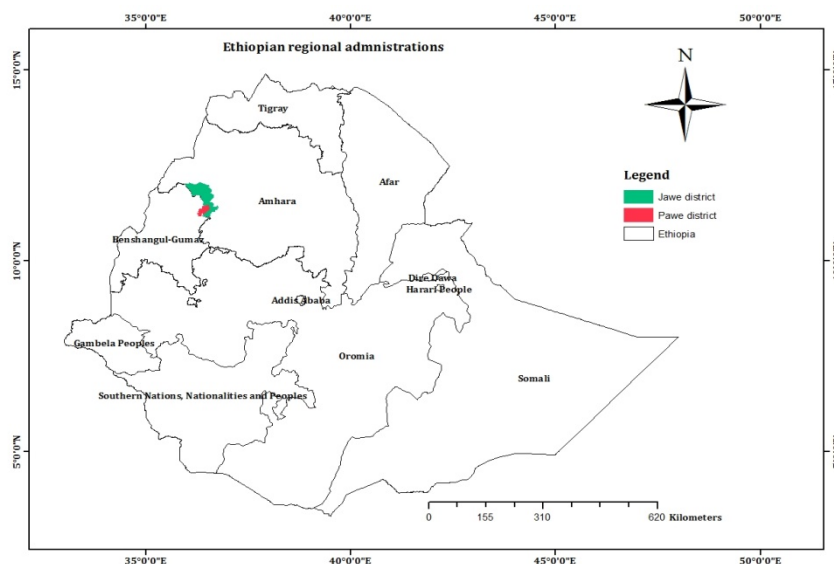 35°0'0"E 40°0'0"E 45°0'0"E 50°0'0"E
Ethiopian regional admnistrations
N
15°0'0"N
Tigray
Afar
Legend
Jawe district
Pawe district
Ethiopia
Amhara
Benshangul-Gumaz
10°0'0"N
Dire Dawa
Harari People
Addis Ababa
Gambela Peoples
Oromia
Somali
Southern Nations, Nationalities and Peoples
5°0'0"N
0 155 310 620 Kilometers
35°0'0"E 40°0'0"E 45°0'0"E 50°0'0"E